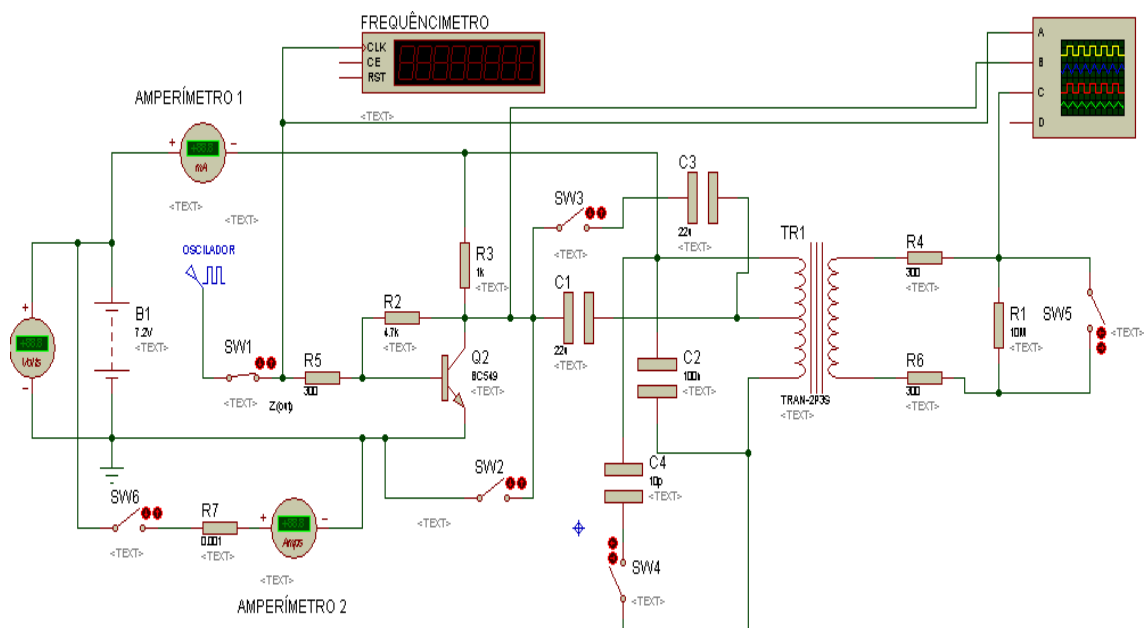 FREQUÊNCIMETRO
CLK
CE
RST
<TEXT>
A
B
C
D
AMPERÍMETRO 1
+
-
mA
<TEXT>
<TEXT>
OSCILADOR
+
Volts
-
B1
7.2V
<TEXT>
SW1
<TEXT>
Z(out)
R5
300
<TEXT>
R2
4.7k
<TEXT>
R3
1k
<TEXT>
Q2
BC549
<TEXT>
SW3
<TEXT>
C3
22n
<TEXT>
C1
22n
<TEXT>
C2
100n
<TEXT>
TR1
TRAN-2P3S
<TEXT>
R4
300
<TEXT>
R1
10M
<TEXT>
SW5
<TEXT>
R6
300
<TEXT>
SW2
<TEXT>
C4
10p
<TEXT>
SW4
<TEXT>
SW6
<TEXT>
R7
0.001
<TEXT>
+
-
Amps
<TEXT>
AMPERÍMETRO 2